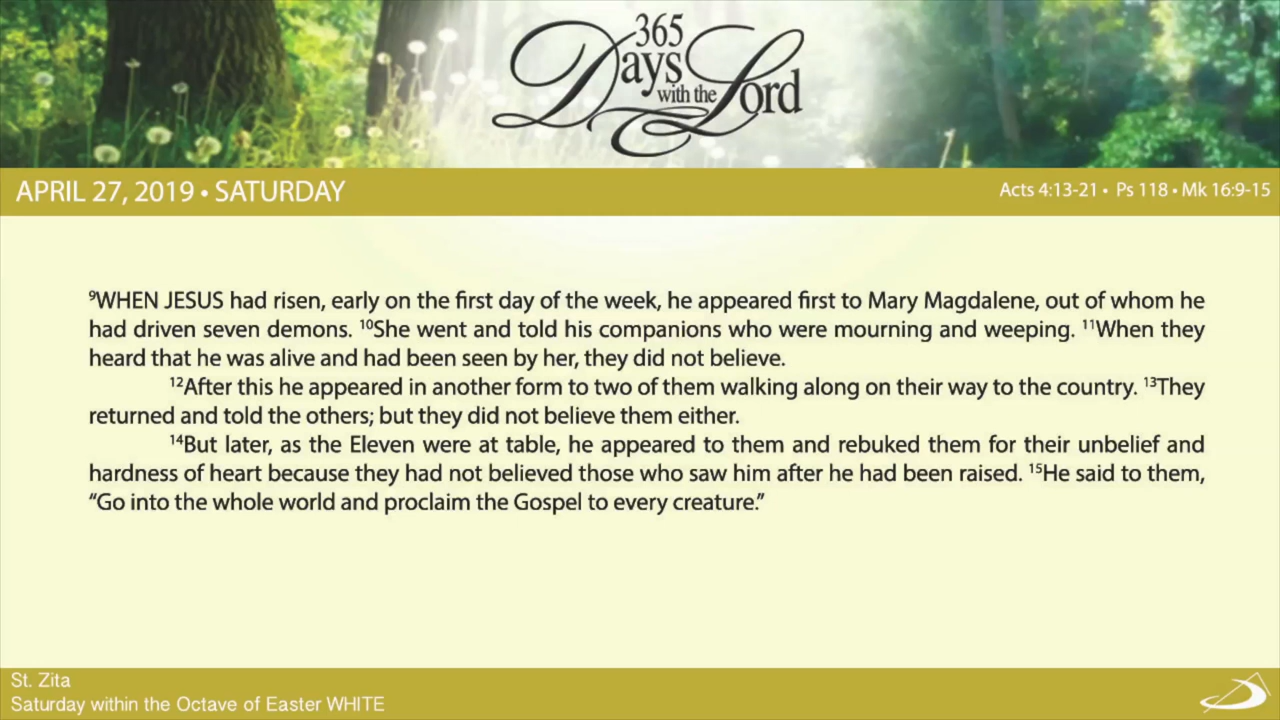 365
Days
with the
Lord
APRIL 27, 2019 • SATURDAY
Acts 4:13-21 • Ps 118 • Mk 16:9-15
⁹WHEN JESUS had risen, early on the first day of the week, he appeared first to Mary Magdalene, out of whom he
had driven seven demons. ¹⁰She went and told his companions who were mourning and weeping. ¹¹When they
heard that he was alive and had been seen by her, they did not believe.
¹²After this he appeared in another form to two of them walking along on their way to the country. ¹³They
returned and told the others; but they did not believe them either.
¹⁴But later, as the Eleven were at table, he appeared to them and rebuked them for their unbelief and
hardness of heart because they had not believed those who saw him after he had been raised. ¹⁵He said to them,
“Go into the whole world and proclaim the Gospel to every creature.”
St. Zita
Saturday within the Octave of Easter WHITE